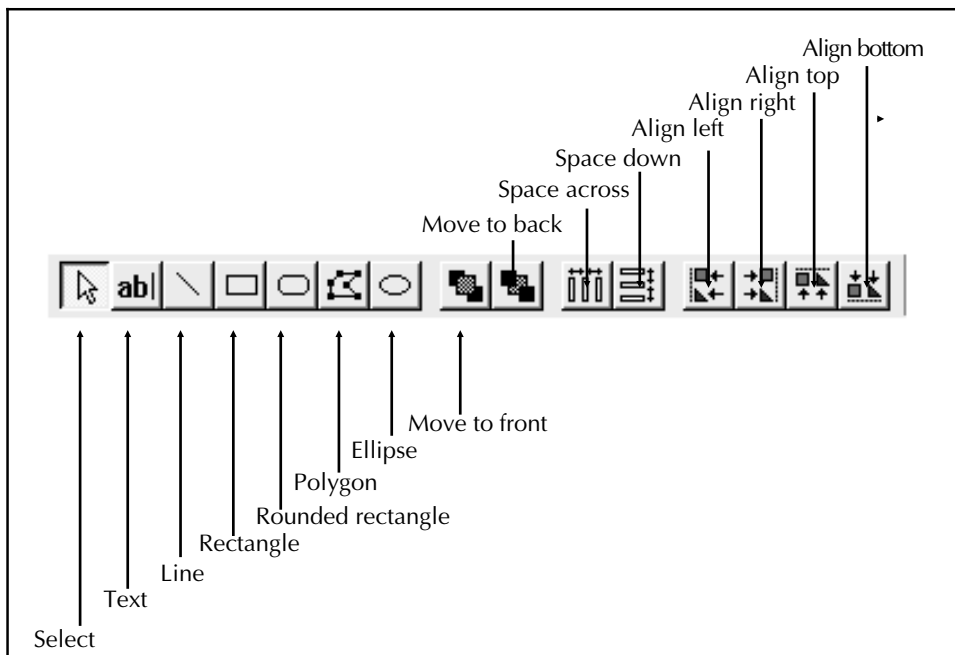 Align bottom
Align top
Align right
Align left
Space down
Space across
Move to back
ab
Move to front
Ellipse
Polygon
Rounded rectangle
Rectangle
Line
Text
Select